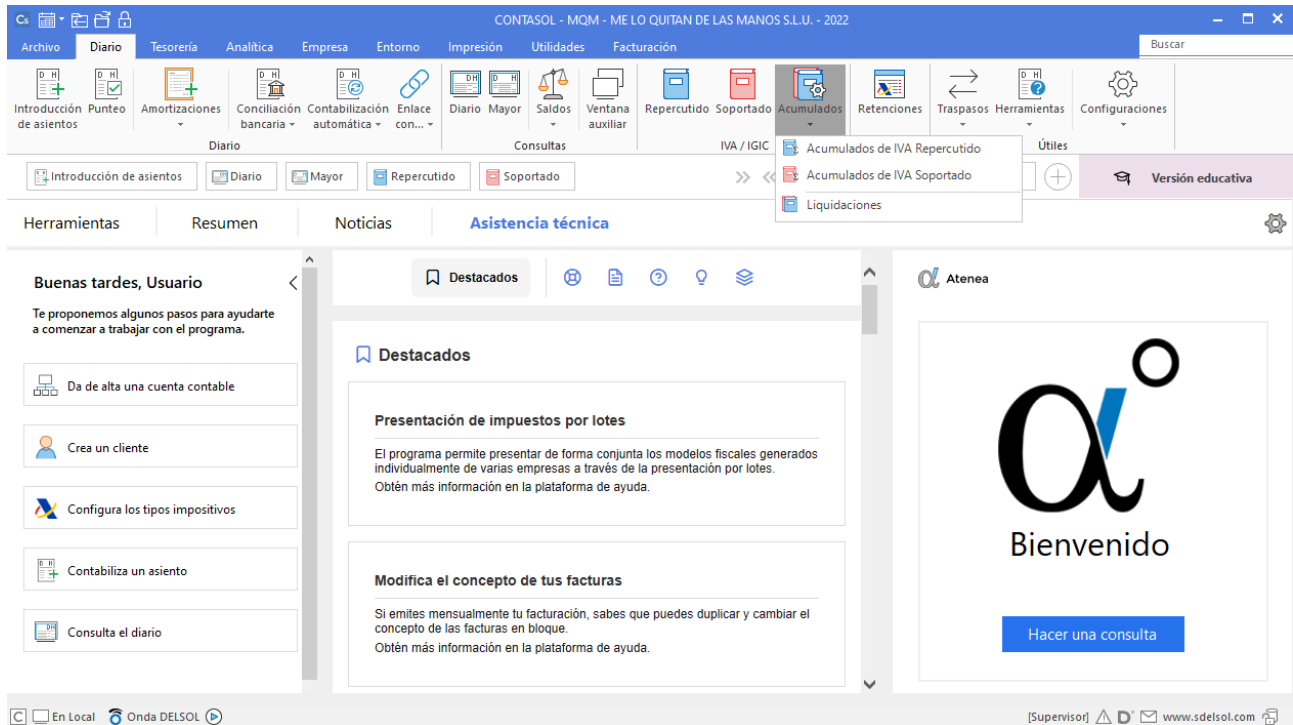 Cs
CONTASOL - MQM - ME LO QUITAN DE LAS MANOS S.L.U. - 2022
Archivo Diario Tesorería Analítica Empresa Entorno Impresión Utilidades Facturación Buscar
Introducción de asientos
Punteo
Amortizaciones
Conciliación bancaria
Contabilización automática
Enlace con...
Diario
Mayor
Saldos
Ventana auxiliar
Repercutido
Soportado
Acumulados
Retenciones
Traspasos
Herramientas
Configuraciones
Diario Consultas IVA / IGIC Útiles
Acumulados de IVA Repercutido
Acumulados de IVA Soportado
Liquidaciones
Introducción de asientos Diario Mayor Repercutido Soportado Versión educativa
Herramientas Resumen Noticias Asistencia técnica
Buenas tardes, Usuario
Te proponemos algunos pasos para ayudarte
a comenzar a trabajar con el programa.
Da de alta una cuenta contable
Crea un cliente
Configura los tipos impositivos
Contabiliza un asiento
Consulta el diario
Destacados
Destacados
Presentación de impuestos por lotes
El programa permite presentar de forma conjunta los modelos fiscales generados
individualmente de varias empresas a través de la presentación por lotes.
Obtén más información en la plataforma de ayuda.
Modifica el concepto de tus facturas
Si emites mensualmente tu facturación, sabes que puedes duplicar y cambiar el
concepto de las facturas en bloque.
Obtén más información en la plataforma de ayuda.
Atenea
Bienvenido
Hacer una consulta
C En Local Onda DELSOL [Supervisor] D www.sdelsol.com